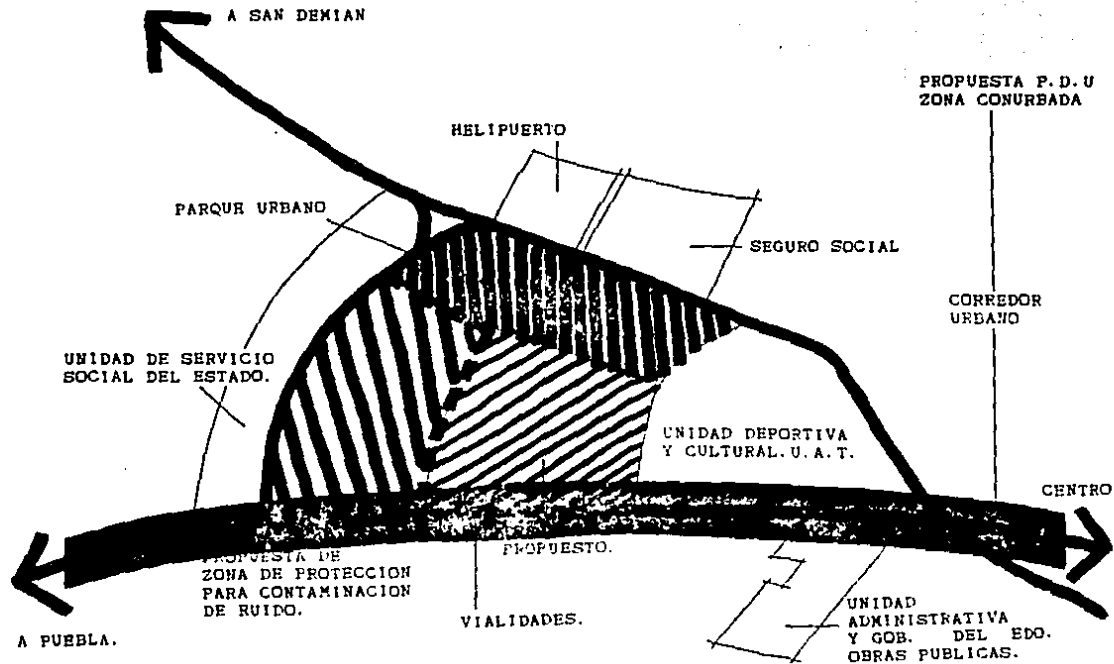 A SAN DEMIAN
PROPUESTA P.D.U
ZONA CONURBADA
HELIPUERTO
PARQUE URBANO
SEGURO SOCIAL
CORREDOR
URBANO
UNIDAD DE SERVICIO
SOCIAL DEL ESTADO.
UNIDAD DEPORTIVA
Y CULTURAL.U.A.T.
CENTRO
PROPUESTA DE
ZONA DE PROTECCION
PARA CONTAMINACION
DE RUIDO.
PROPUESTO.
VIALIDADES.
A PUEBLA.
UNIDAD
ADMINISTRATIVA
Y GOB. DEL EDO.
OBRAS PUBLICAS.